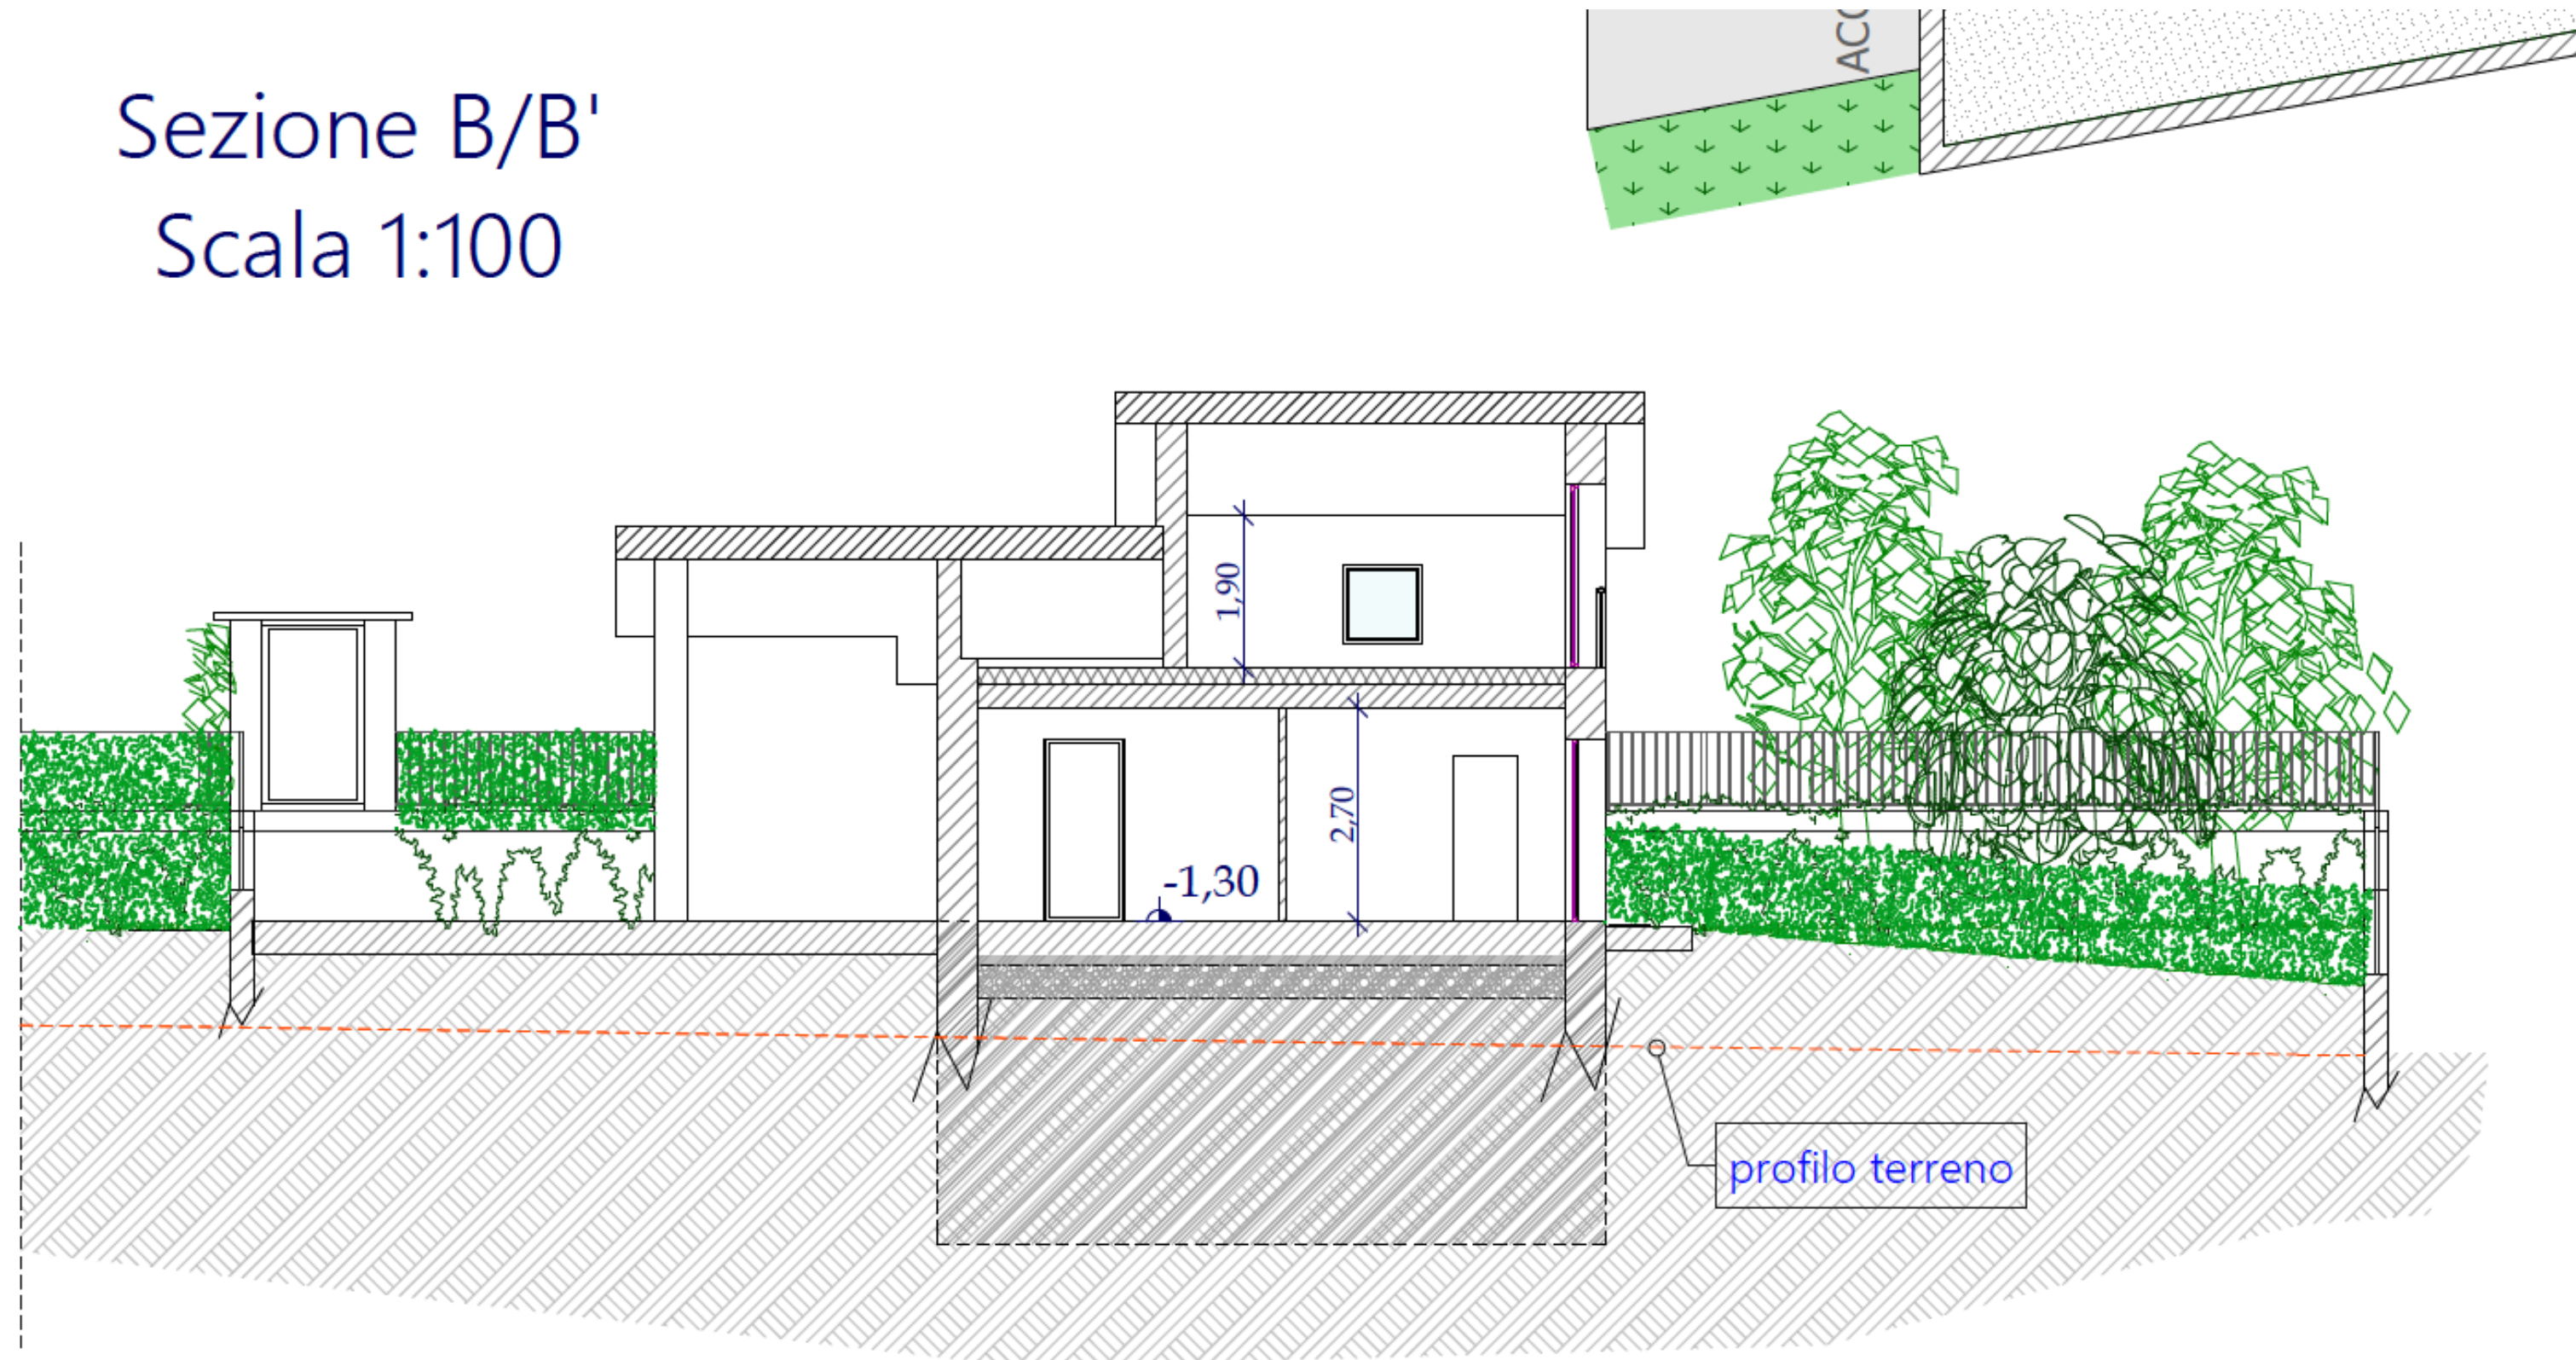 Sezione B/B'
Scala 1:100
1,90
2,70
-1,30
profilo terreno